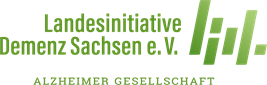 Landesinitiative
Demenz Sachsen e. V.
ALZHEIMER GESELLSCHAFT